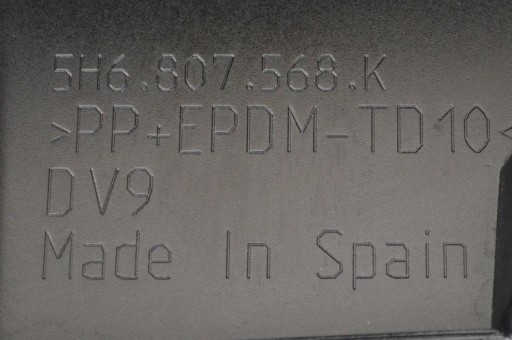 5H6.807.568.K
>PP+EPDM-TD10<
DV9
Made In Spain